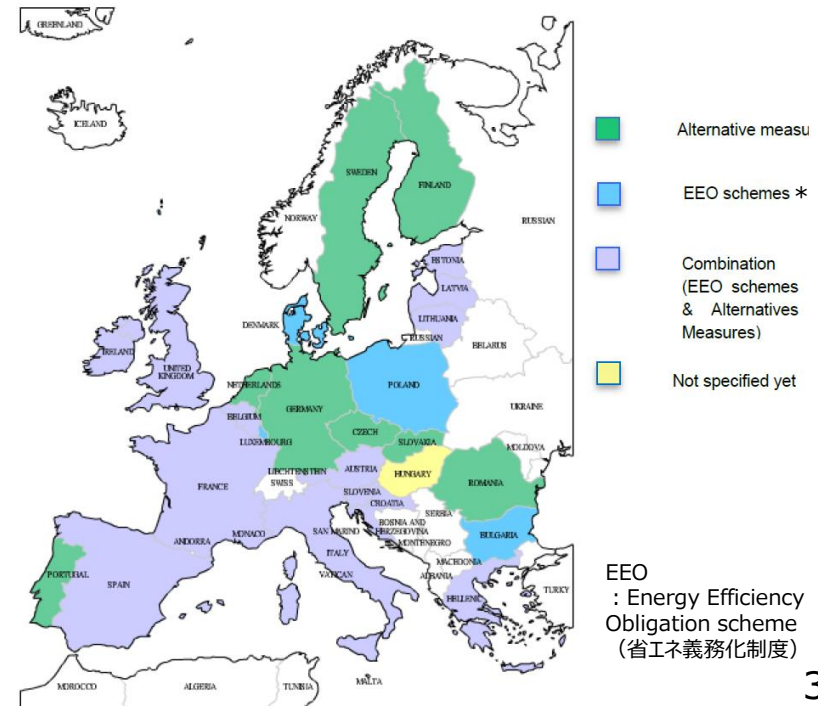 GREENLAND
ICELAND
SWEDEN
FINLAND
NORWAY
RUSSIAN
ESTONIA
LATVIA
LITHUANIA
DENMARK
RUSSIAN
BELARUS
IRELAND
UNITED
KINGDOM
NETHERLANDS
POLAND
BELGIUM
GERMANY
UKRAINE
LUXEMBOURG
CZECH
SLOVAKIA
MOLDOVA
LIECHTENSTEIN
AUSTRIA
HUNGARY
ROMANIA
FRANCE
SWISS
SLOVENIA
CROATIA
SERBIA
BOSNIA AND
HERZEGOVINA
MONACO
SAN MARINO
MONTENEGRO
BULGARIA
ANDORRA
ITALY
MACEDONIA
PORTUGAL
SPAIN
VATICAN
ALBANIA
HELLENIC
TURKY
MALTA
MOROCCO
ALGERIA
TUNISIA
Alternative measu
EEO schemes *
Combination
(EEO schemes
& Alternatives
Measures)
Not specified yet
EEO
: Energy Efficiency
Obligation scheme
（省エネ義務化制度）
3